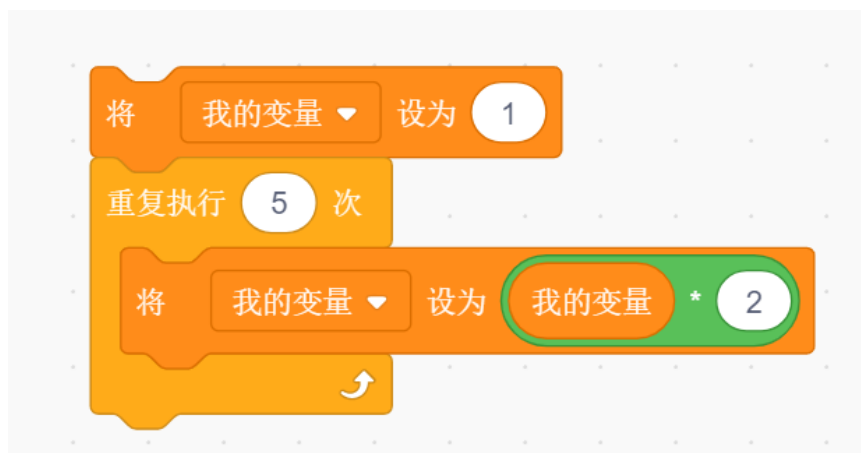 将 我的变量 设为 1
重复执行 5 次
将 我的变量 设为 我的变量 * 2